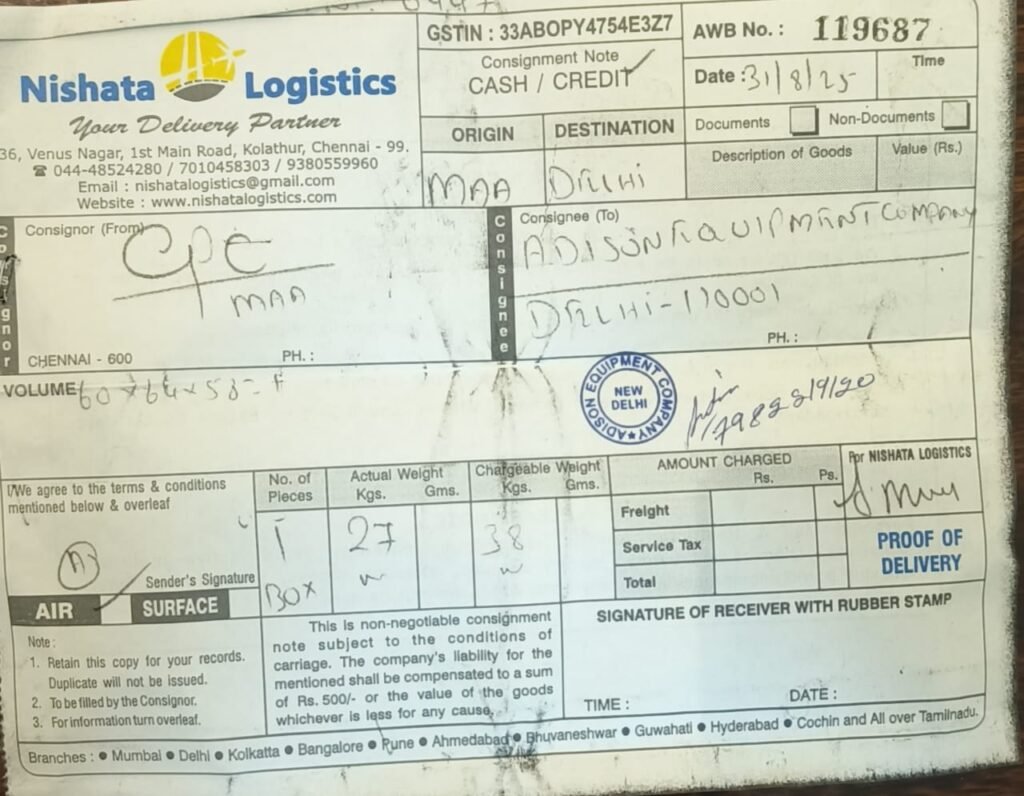 Nishata Logistics
Your Delivery Partner
36, Venus Nagar, 1st Main Road, Kolathur, Chennai - 99.
☎ 044-48524280 / 7010458303 / 9380559960
Email : nishatalogistics@gmail.com
Website : www.nishatalogistics.com
GSTIN : 33ABOPY4754E3Z7
Consignment Note
CASH / CREDIT
AWB No. : 119687
Date : 31/8/25
Time
ORIGIN
DESTINATION
MAA
DELHI
Documents
Non-Documents
Description of Goods
Value (Rs.)
Consignor
Consignor (From)
CPC
MAA
CHENNAI - 600
PH. :
Consignee
Consignee (To)
ADISON EQUIPMENT COMPANY
DELHI-110001
PH. :
VOLUME
ADISON EQUIPMENT COMPANY
NEW
DELHI
I/We agree to the terms & conditions
mentioned below & overleaf
Sender's Signature
AIR
SURFACE
No. of
Pieces
1
BOX
Actual Weight
Kgs. Gms.
27
Chargeable Weight
Kgs. Gms.
38
AMOUNT CHARGED
Rs. Ps.
Freight
Service Tax
Total
For NISHATA LOGISTICS
PROOF OF
DELIVERY
Note :
1. Retain this copy for your records.
Duplicate will not be issued.
2. To be filled by the Consignor.
3. For information turn overleaf.
This is non-negotiable consignment
note subject to the conditions of
carriage. The company's liability for the
mentioned shall be compensated to a sum
of Rs. 500/- or the value of the goods
whichever is less for any cause.
SIGNATURE OF RECEIVER WITH RUBBER STAMP
TIME :
DATE :
Branches : ● Mumbai ● Delhi ● Kolkatta ● Bangalore ● Pune ● Ahmedabad ● Bhuvaneshwar ● Guwahati ● Hyderabad ● Cochin and All over Tamilnadu.